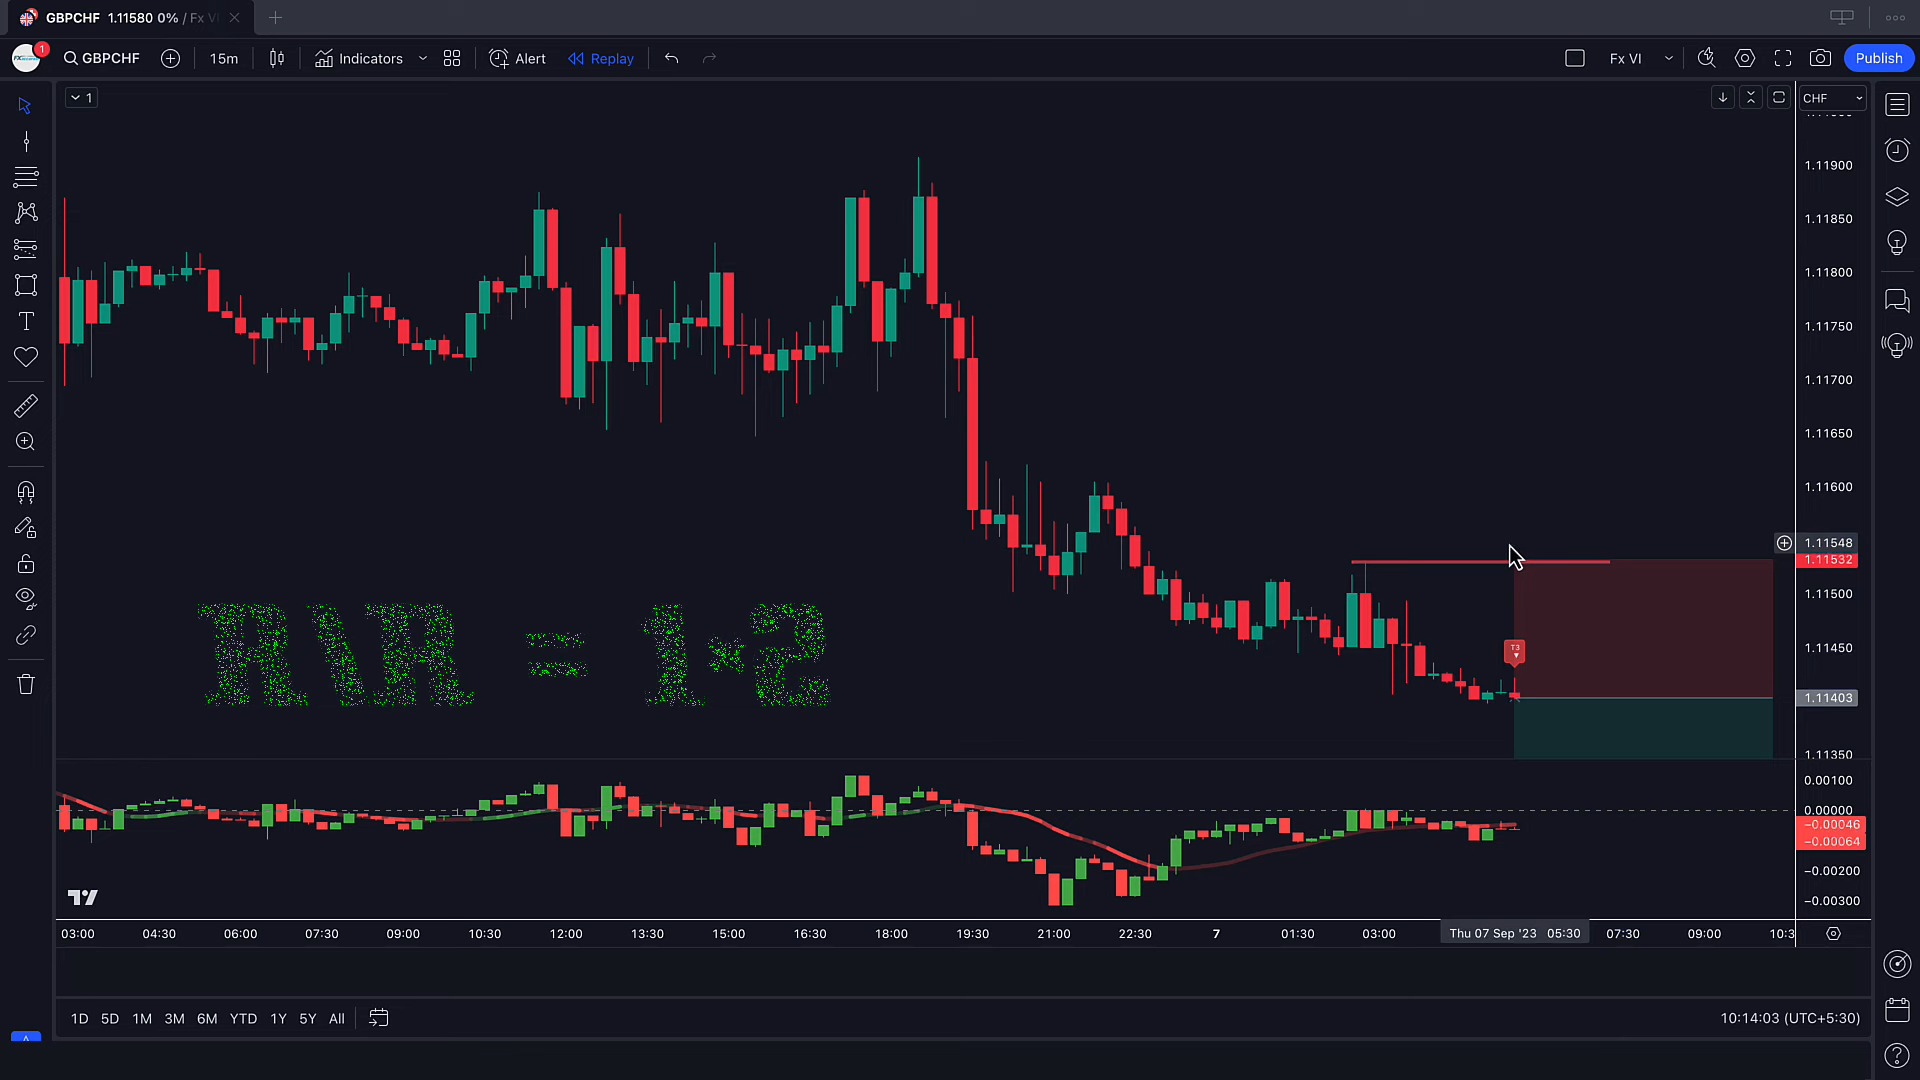 GBPCHF 1.11580 0% / Fx VI
1
GBPCHF
15m
Indicators
Alert
Replay
Fx VI
Publish
1
CHF
1.11900
1.11850
1.11800
1.11750
1.11700
1.11650
1.11600
1.11548
1.11532
1.11500
1.11450
1.11403
1.11350
T3
R\R = 1*2
0.00100
0.00000
−0.00046
−0.00064
−0.00200
−0.00300
03:00 04:30 06:00 07:30 09:00 10:30 12:00 13:30 15:00 16:30 18:00 19:30 21:00 22:30 7 01:30 03:00 Thu 07 Sep '23 05:30 07:30 09:00 10:3
1D 5D 1M 3M 6M YTD 1Y 5Y All
10:14:03 (UTC+5:30)